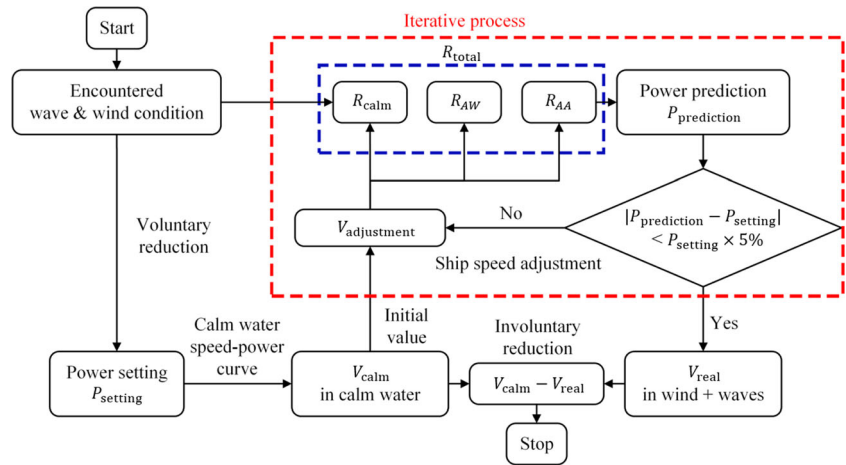 Iterative process
Start
R_total
Encountered
wave & wind condition
R_calm
R_AW
R_AA
Power prediction
P_prediction
Voluntary
reduction
V_adjustment
No
|P_prediction − P_setting|
< P_setting × 5%
Ship speed adjustment
Calm water
speed-power
curve
Initial
value
Involuntary
reduction
Yes
Power setting
P_setting
V_calm
in calm water
V_calm − V_real
V_real
in wind + waves
Stop